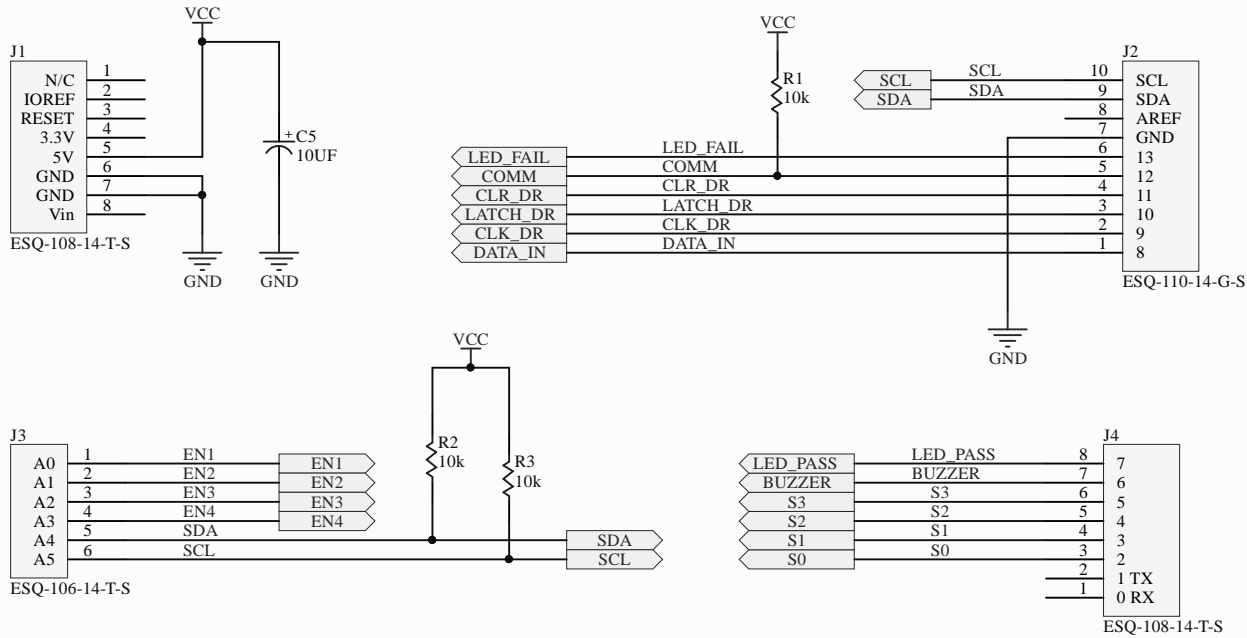 VCC
J1
N/C 1
IOREF 2
RESET 3
3.3V 4
5V 5
GND 6
GND 7
Vin 8
ESQ-108-14-T-S
+ C5
10UF
GND
GND
VCC
R1
10k
J2
SCL SCL 10 SCL
SDA SDA 9 SDA
8 AREF
7 GND
LED_FAIL LED_FAIL 6 13
COMM COMM 5 12
CLR_DR CLR_DR 4 11
LATCH_DR LATCH_DR 3 10
CLK_DR CLK_DR 2 9
DATA_IN DATA_IN 1 8
ESQ-110-14-G-S
GND
VCC
R2
10k
R3
10k
J3
A0 1 EN1 EN1
A1 2 EN2 EN2
A2 3 EN3 EN3
A3 4 EN4 EN4
A4 5 SDA SDA
A5 6 SCL SCL
ESQ-106-14-T-S
J4
LED_PASS LED_PASS 8 7
BUZZER BUZZER 7 6
S3 S3 6 5
S2 S2 5 4
S1 S1 4 3
S0 S0 3 2
2 1 TX
1 0 RX
ESQ-108-14-T-S